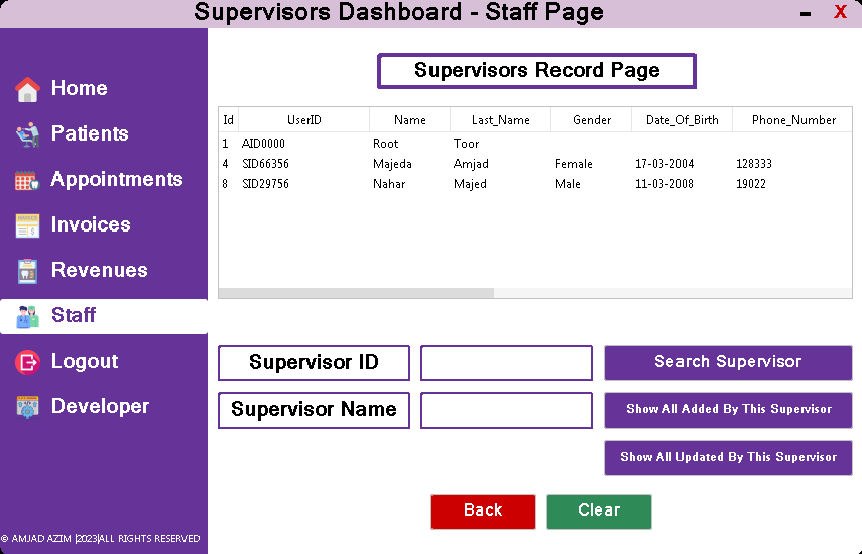 Supervisors Dashboard - Staff Page
X
Home
Patients
Appointments
Invoices
Revenues
Staff
Logout
Developer
© AMJAD AZIM |2023|ALL RIGHTS RESERVED
Supervisors Record Page
Id UserID Name Last_Name Gender Date_Of_Birth Phone_Number
1 AID0000 Root Toor
4 SID66356 Majeda Amjad Female 17-03-2004 128333
8 SID29756 Nahar Majed Male 11-03-2008 19022
Supervisor ID Search Supervisor
Supervisor Name Show All Added By This Supervisor
Show All Updated By This Supervisor
Back Clear